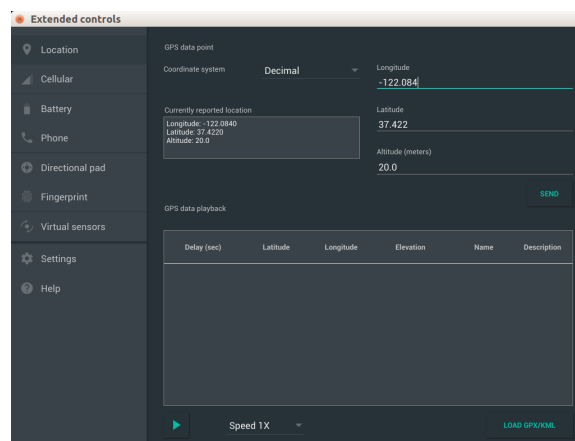 Extended controls
Location
Cellular
Battery
Phone
Directional pad
Fingerprint
Virtual sensors
Settings
Help
GPS data point
Coordinate system
Decimal
Longitude
-122.084
Currently reported location
Longitude: -122.0840
Latitude: 37.4220
Altitude: 20.0
Latitude
37.422
Altitude (meters)
20.0
SEND
GPS data playback
Delay (sec) Latitude Longitude Elevation Name Description
Speed 1X
LOAD GPX/KML